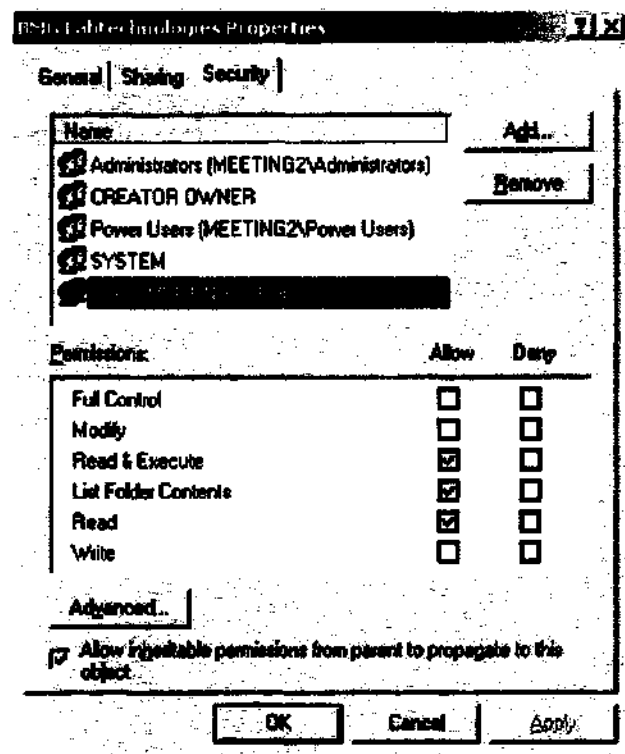 BMG Labtechnologies Properties
General Sharing Security
Name
Add...
Administrators (MEETING2\Administrators)
Remove
CREATOR OWNER
Power Users (MEETING2\Power Users)
SYSTEM
Permissions: Allow Deny
Full Control
Modify
Read & Execute
List Folder Contents
Read
Write
Advanced...
Allow inheritable permissions from parent to propagate to this
object
OK Cancel Apply